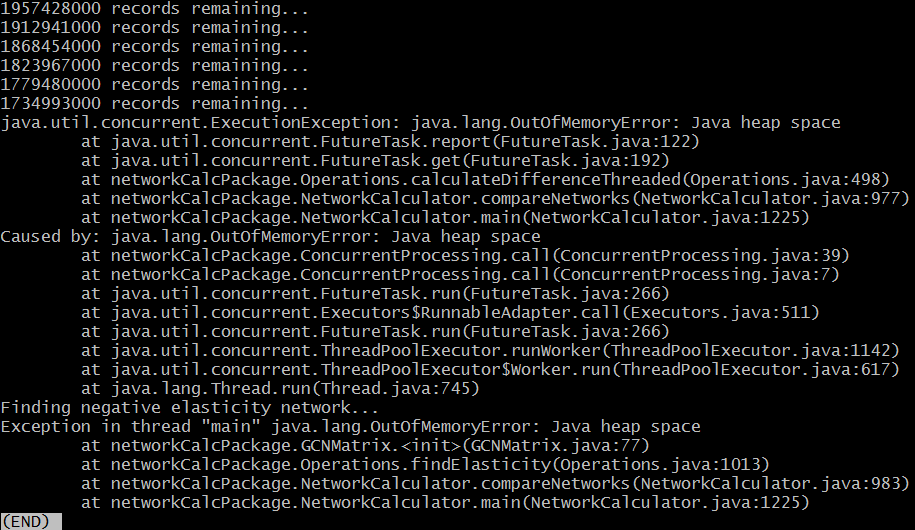 1957428000 records remaining...
1912941000 records remaining...
1868454000 records remaining...
1823967000 records remaining...
1779480000 records remaining...
1734993000 records remaining...
java.util.concurrent.ExecutionException: java.lang.OutOfMemoryError: Java heap space
        at java.util.concurrent.FutureTask.report(FutureTask.java:122)
        at java.util.concurrent.FutureTask.get(FutureTask.java:192)
        at networkCalcPackage.Operations.calculateDifferenceThreaded(Operations.java:498)
        at networkCalcPackage.NetworkCalculator.compareNetworks(NetworkCalculator.java:977)
        at networkCalcPackage.NetworkCalculator.main(NetworkCalculator.java:1225)
Caused by: java.lang.OutOfMemoryError: Java heap space
        at networkCalcPackage.ConcurrentProcessing.call(ConcurrentProcessing.java:39)
        at networkCalcPackage.ConcurrentProcessing.call(ConcurrentProcessing.java:7)
        at java.util.concurrent.FutureTask.run(FutureTask.java:266)
        at java.util.concurrent.Executors$RunnableAdapter.call(Executors.java:511)
        at java.util.concurrent.FutureTask.run(FutureTask.java:266)
        at java.util.concurrent.ThreadPoolExecutor.runWorker(ThreadPoolExecutor.java:1142)
        at java.util.concurrent.ThreadPoolExecutor$Worker.run(ThreadPoolExecutor.java:617)
        at java.lang.Thread.run(Thread.java:745)
Finding negative elasticity network...
Exception in thread "main" java.lang.OutOfMemoryError: Java heap space
        at networkCalcPackage.GCNMatrix.<init>(GCNMatrix.java:77)
        at networkCalcPackage.Operations.findElasticity(Operations.java:1013)
        at networkCalcPackage.NetworkCalculator.compareNetworks(NetworkCalculator.java:983)
        at networkCalcPackage.NetworkCalculator.main(NetworkCalculator.java:1225)
(END)